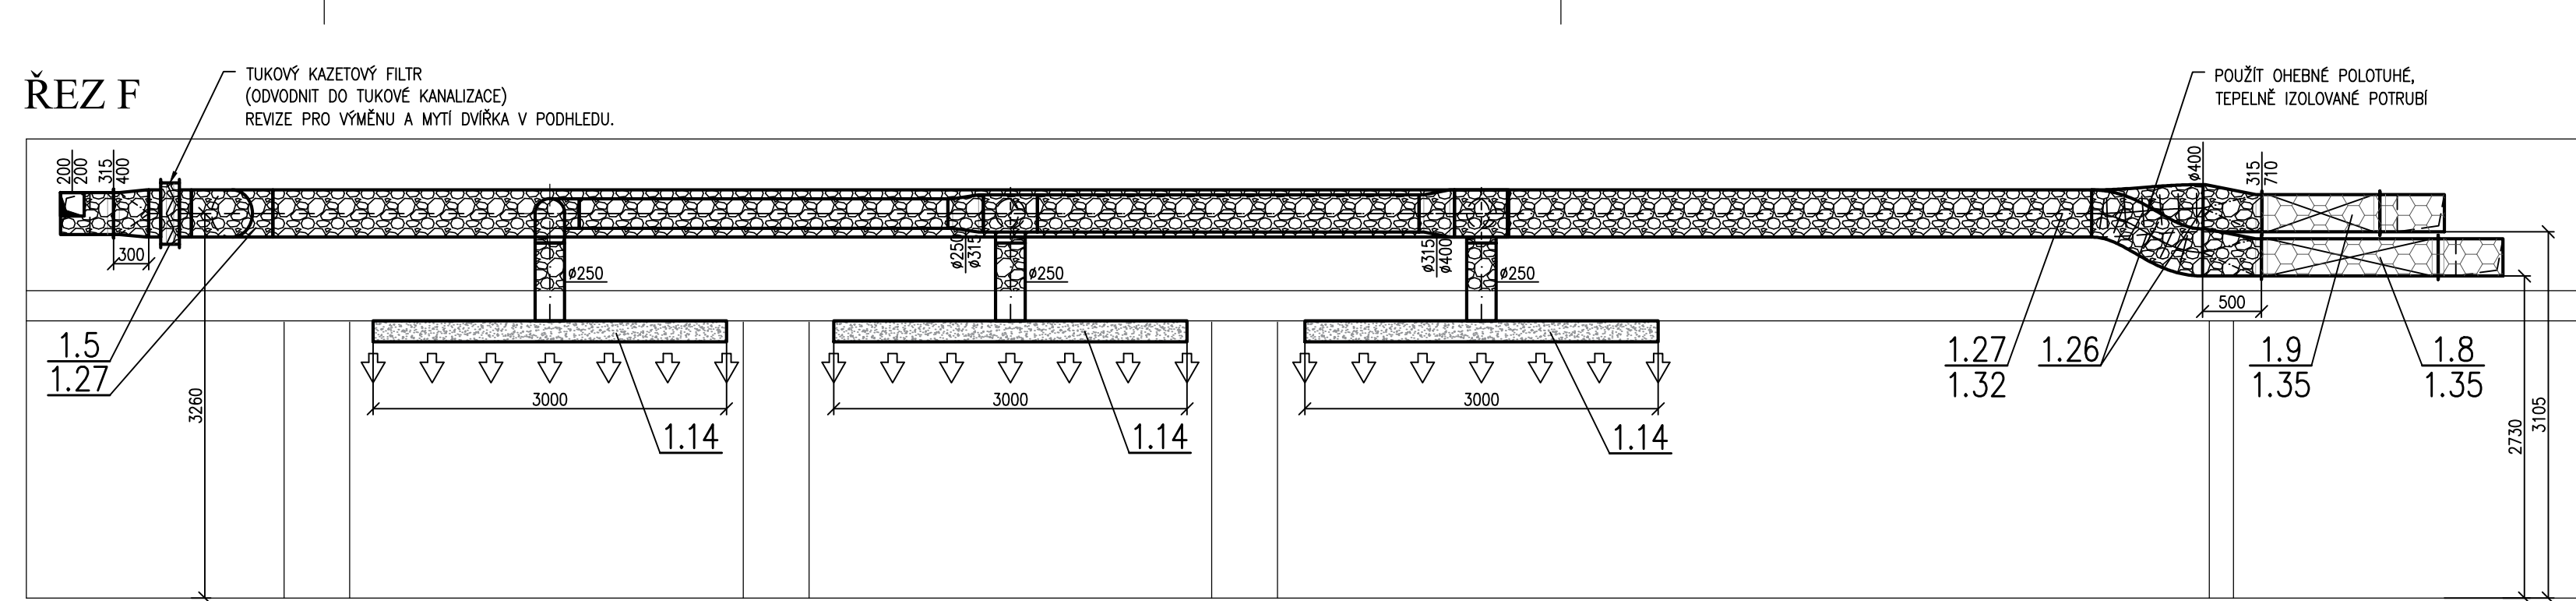 ŘEZ F
TUKOVÝ KAZETOVÝ FILTR
(ODVODNIT DO TUKOVÉ KANALIZACE)
REVIZE PRO VÝMĚNU A MYTÍ DVÍŘKA V PODHLEDU.
POUŽÍT OHEBNÉ POLOTUHÉ,
TEPELNĚ IZOLOVANÉ POTRUBÍ
200
200
315
400
300
ø250
ø250
ø315
ø250
ø315
ø400
ø250
ø400
315
710
500
1.5
1.27
3260
3000
1.14
3000
1.14
3000
1.14
1.27
1.32
1.26
1.9
1.35
1.8
1.35
2730
3105